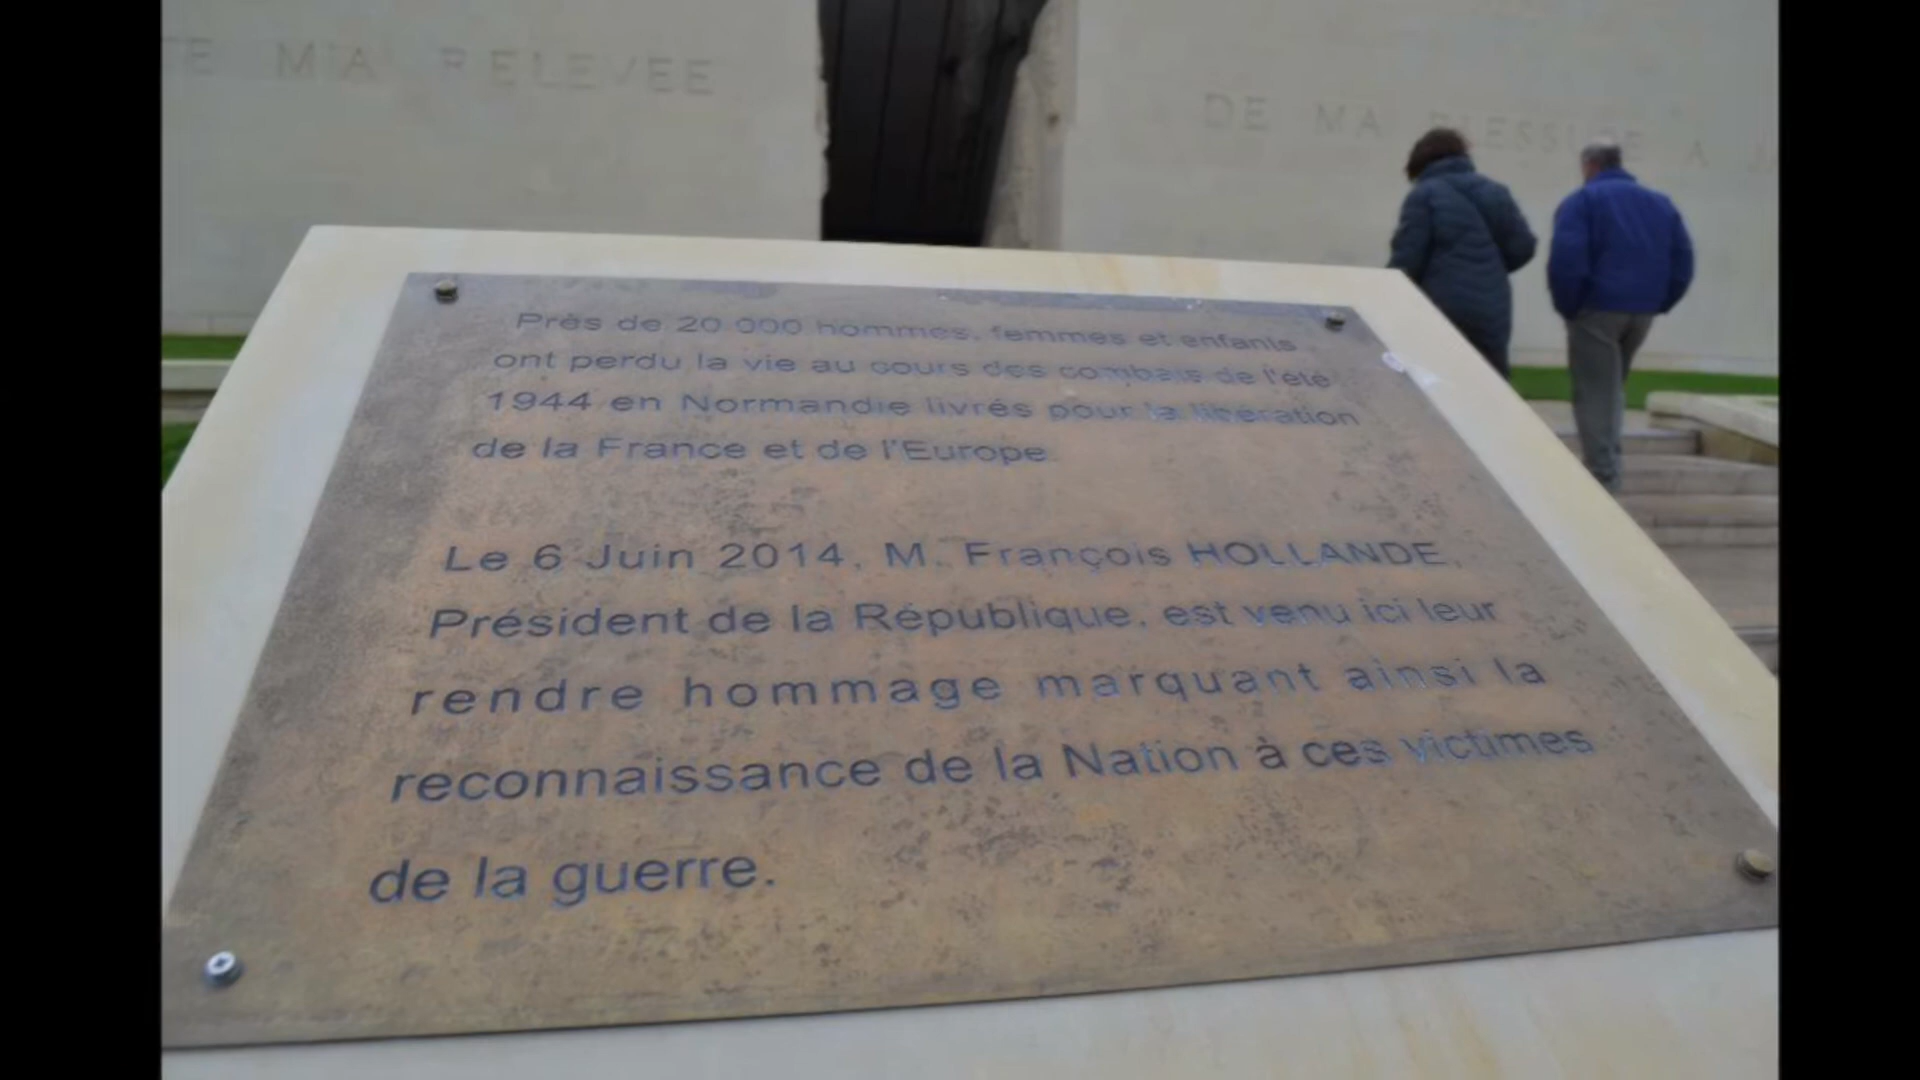 TE M'A RELEVEE
DE MA BLESSURE A
Près de 20 000 hommes, femmes et enfants
ont perdu la vie au cours des combats de l'été
1944 en Normandie livrés pour la libération
de la France et de l'Europe.
Le 6 Juin 2014, M. François HOLLANDE,
Président de la République, est venu ici leur
rendre hommage marquant ainsi la
reconnaissance de la Nation à ces victimes
de la guerre.